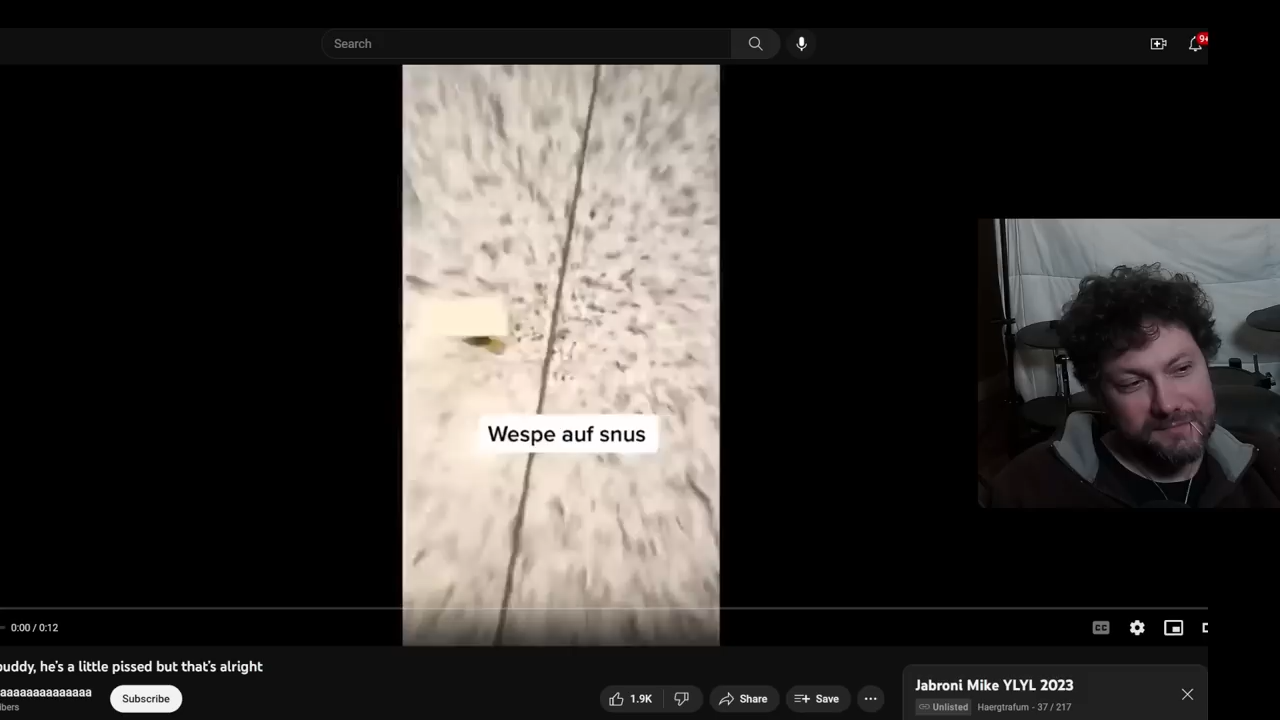 Search
9+
Wespe auf snus
0:00 / 0:12
buddy, he's a little pissed but that's alright
Subscribe
1.9K
Share
Save
Jabroni Mike YLYL 2023
Unlisted
Haergtrafum - 37 / 217